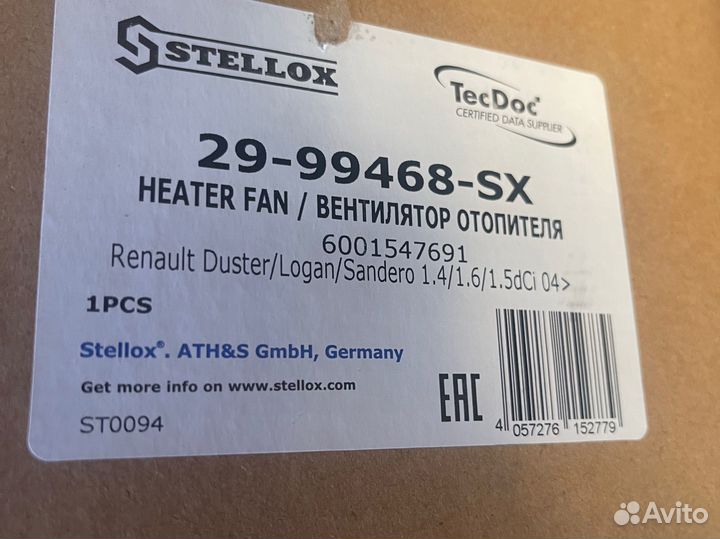 STELLOX
TecDoc
CERTIFIED DATA SUPPLIER
29-99468-SX
HEATER FAN / ВЕНТИЛЯТОР ОТОПИТЕЛЯ
6001547691
Renault Duster/Logan/Sandero 1.4/1.6/1.5dCi 04>
1PCS
Stellox®. ATH&S GmbH, Germany
Get more info on www.stellox.com
ST0094
EAC
4 057276 152779
Avito